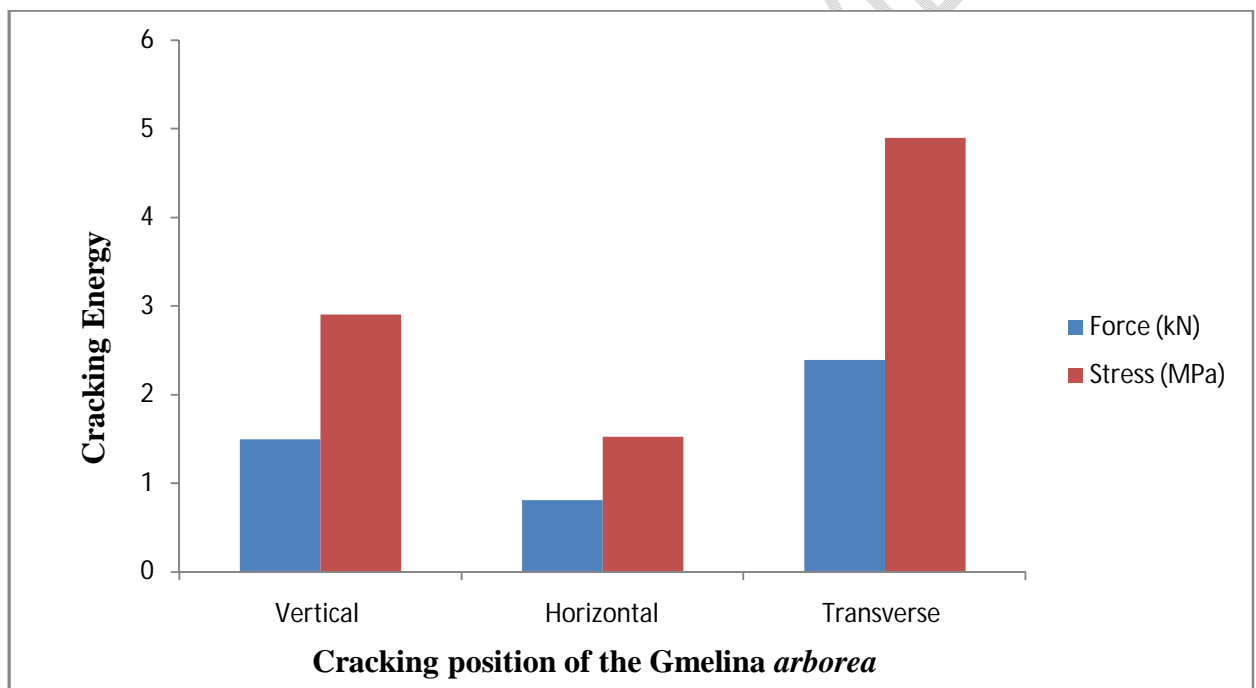 6
5
4
3
2
1
0
Cracking Energy
Vertical Horizontal Transverse
Cracking position of the Gmelina arborea
Force (kN)
Stress (MPa)